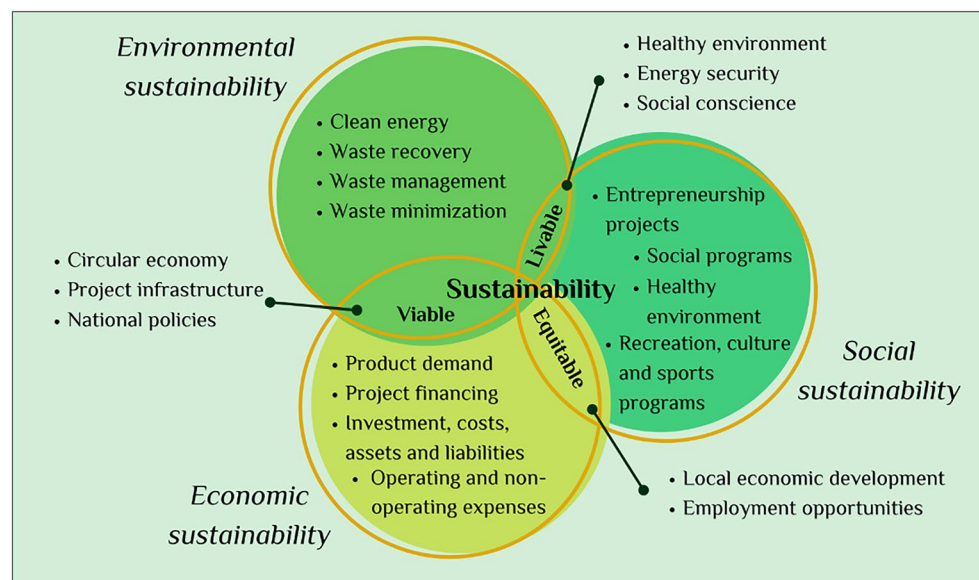 Environmental
sustainability
• Clean energy
• Waste recovery
• Waste management
• Waste minimization
• Healthy environment
• Energy security
• Social conscience
Livable
• Entrepreneurship
projects
• Social programs
• Healthy
environment
• Recreation, culture
and sports
programs
Social
sustainability
• Circular economy
• Project infrastructure
• National policies
Viable
Sustainability
Equitable
• Product demand
• Project financing
• Investment, costs,
assets and liabilities
• Operating and non-
operating expenses
Economic
sustainability
• Local economic development
• Employment opportunities